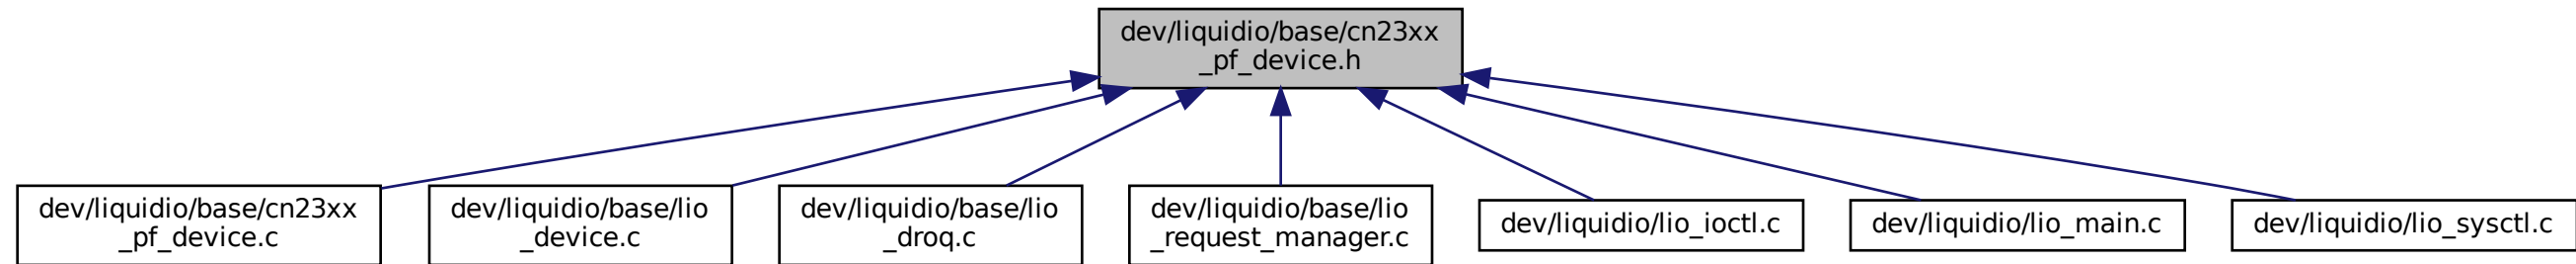 dev/liquidio/base/cn23xx
_pf_device.h
dev/liquidio/base/cn23xx
_pf_device.c
dev/liquidio/base/lio
_device.c
dev/liquidio/base/lio
_droq.c
dev/liquidio/base/lio
_request_manager.c
dev/liquidio/lio_ioctl.c
dev/liquidio/lio_main.c
dev/liquidio/lio_sysctl.c